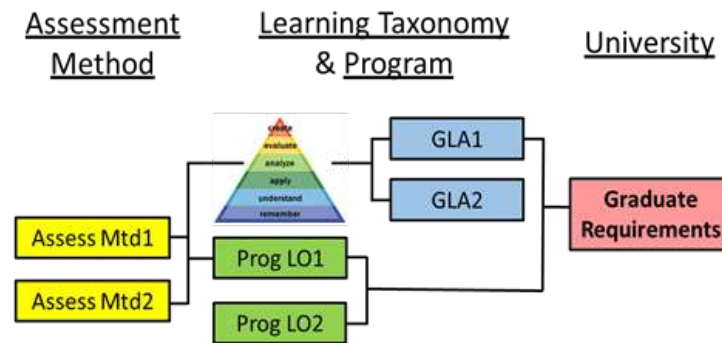 Assessment
Method
Learning Taxonomy
& Program
University
create
evaluate
analyze
apply
understand
remember
GLA1
GLA2
Graduate
Requirements
Assess Mtd1
Assess Mtd2
Prog LO1
Prog LO2